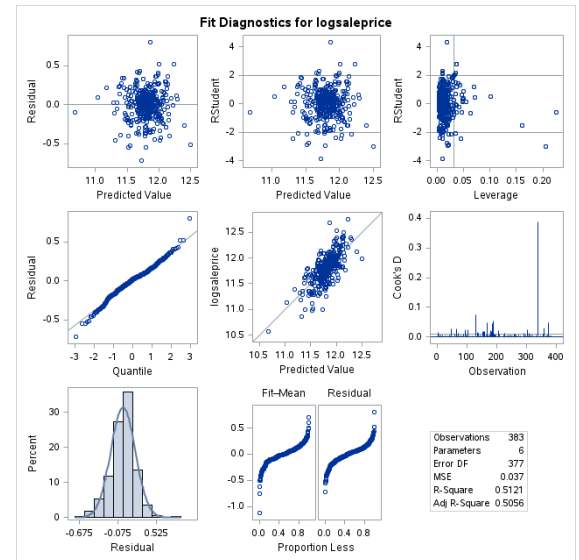 Fit Diagnostics for logsaleprice
Residual
0.5
0.0
-0.5
11.0 11.5 12.0 12.5
Predicted Value
RStudent
4
2
0
-2
-4
11.0 11.5 12.0 12.5
Predicted Value
RStudent
4
2
0
-2
-4
0.00 0.05 0.10 0.15 0.20
Leverage
Residual
0.5
0.0
-0.5
-3 -2 -1 0 1 2 3
Quantile
logsaleprice
12.5
12.0
11.5
11.0
10.5
10.5 11.5 12.5
Predicted Value
Cook's D
0.4
0.3
0.2
0.1
0.0
0 100 200 300 400
Observation
Percent
30
20
10
0
-0.675 -0.075 0.525
Residual
Fit–Mean Residual
0.5
0.0
-0.5
-1.0
0.0 0.4 0.8 0.0 0.4 0.8
Proportion Less
Observations 383
Parameters 6
Error DF 377
MSE 0.037
R-Square 0.5121
Adj R-Square 0.5056